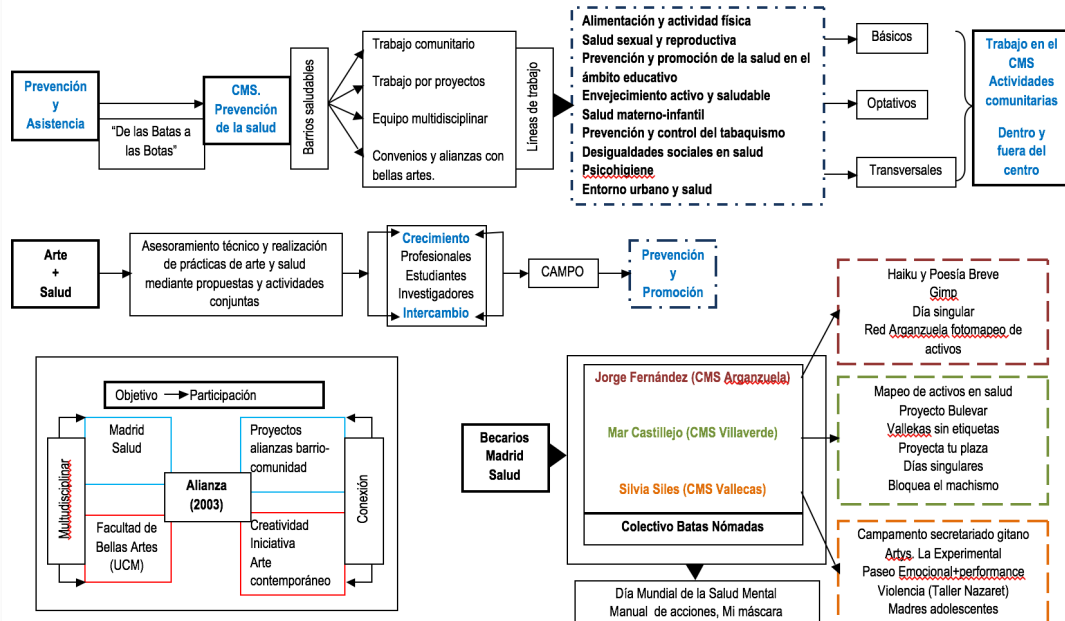 Prevención
y
Asistencia
“De las Batas a
las Botas”
CMS.
Prevención
de la salud
Barrios saludables
Trabajo comunitario
Trabajo por proyectos
Equipo multidisciplinar
Convenios y alianzas con
bellas artes.
Líneas de trabajo
Alimentación y actividad física
Salud sexual y reproductiva
Prevención y promoción de la salud en el
ámbito educativo
Envejecimiento activo y saludable
Salud materno-infantil
Prevención y control del tabaquismo
Desigualdades sociales en salud
Psicohigiene
Entorno urbano y salud
Básicos
Optativos
Transversales
Trabajo en el
CMS
Actividades
comunitarias
Dentro y
fuera del
centro
Arte
+
Salud
Asesoramiento técnico y realización
de prácticas de arte y salud
mediante propuestas y actividades
conjuntas
Crecimiento
Profesionales
Estudiantes
Investigadores
Intercambio
CAMPO
Prevención
y
Promoción
Objetivo
Participación
Multudisciplinar
Madrid
Salud
Proyectos
alianzas barrio-
comunidad
Alianza
(2003)
Facultad de
Bellas Artes
(UCM)
Creatividad
Iniciativa
Arte
contemporáneo
Conexión
Becarios
Madrid
Salud
Jorge Fernández (CMS Arganzuela)
Mar Castillejo (CMS Villaverde)
Silvia Siles (CMS Vallecas)
Colectivo Batas Nómadas
Día Mundial de la Salud Mental
Manual de acciones, Mi máscara
Haiku y Poesía Breve
Gimp
Día singular
Red Arganzuela fotomapeo de
activos
Mapeo de activos en salud
Proyecto Bulevar
Vallekas sin etiquetas
Proyecta tu plaza
Días singulares
Bloquea el machismo
Campamento secretariado gitano
Artys. La Experimental
Paseo Emocional+performance
Violencia (Taller Nazaret)
Madres adolescentes